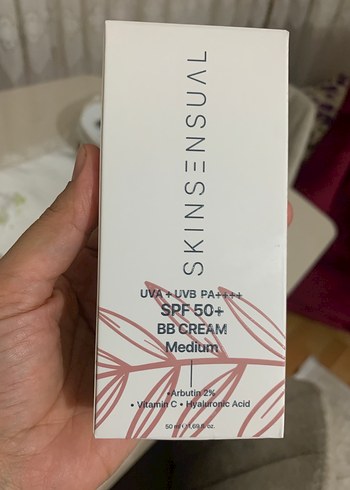 SKINSENSUAL
UVA + UVB PA++++
SPF 50+
BB CREAM
Medium
•Arbutin 2%
• Vitamin C • Hyaluronic Acid
50 ml / 1,69 fl. oz.